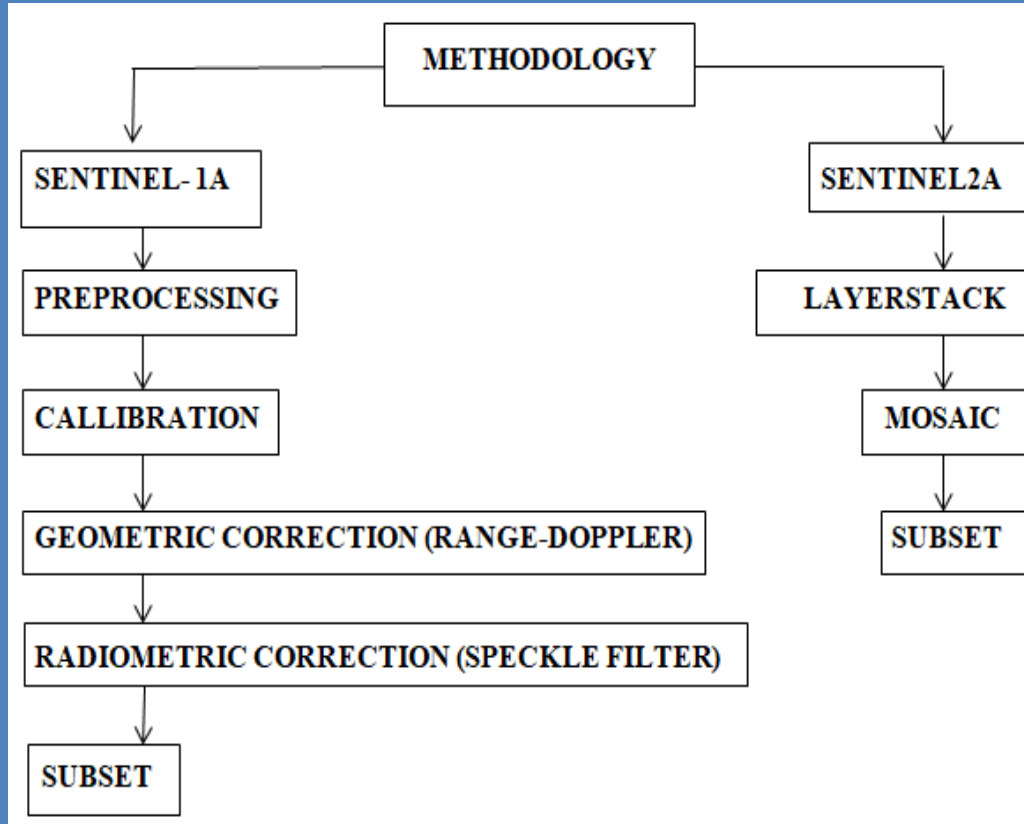 METHODOLOGY
SENTINEL- 1A
SENTINEL2A
PREPROCESSING
LAYERSTACK
CALLIBRATION
MOSAIC
GEOMETRIC CORRECTION (RANGE-DOPPLER)
SUBSET
RADIOMETRIC CORRECTION (SPECKLE FILTER)
SUBSET